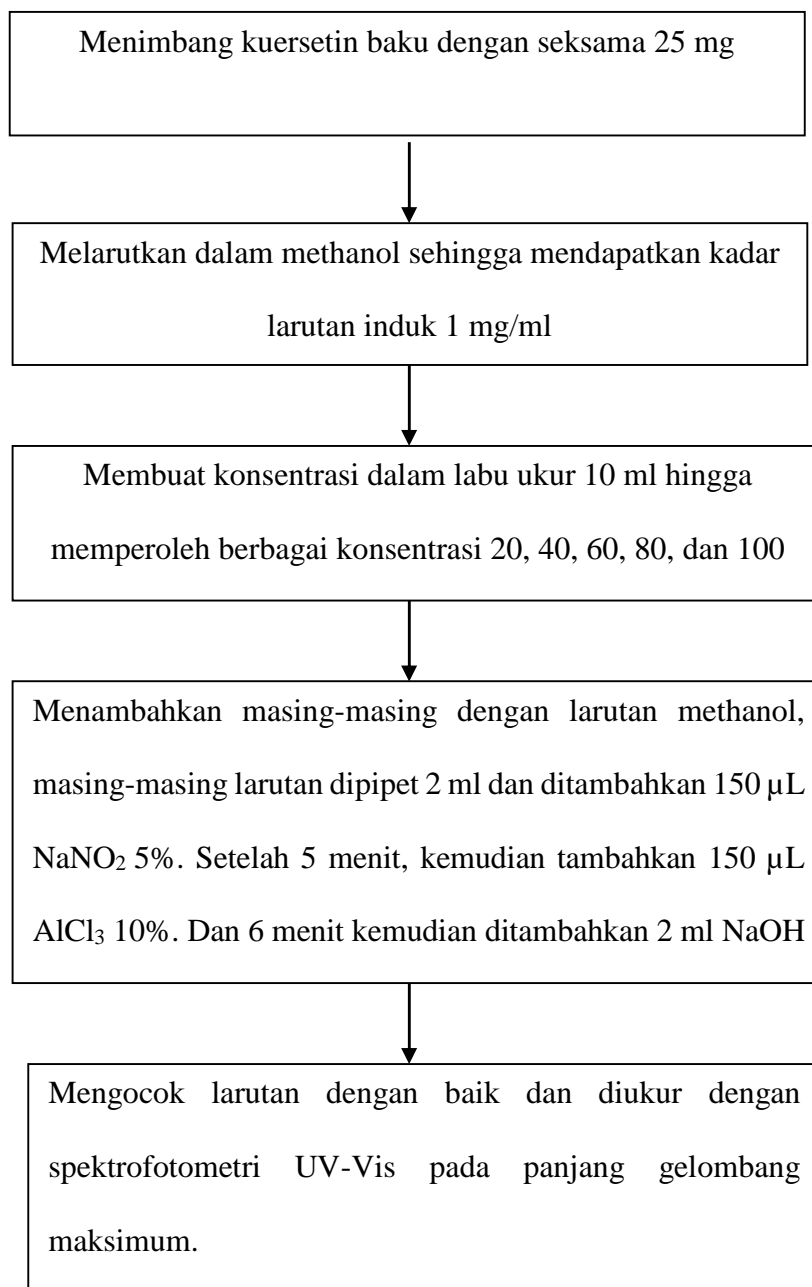 Menimbang kuersetin baku dengan seksama 25 mg
Melarutkan dalam methanol sehingga mendapatkan kadar
larutan induk 1 mg/ml
Membuat konsentrasi dalam labu ukur 10 ml hingga
memperoleh berbagai konsentrasi 20, 40, 60, 80, dan 100
Menambahkan masing-masing dengan larutan methanol,
masing-masing larutan dipipet 2 ml dan ditambahkan 150 µL
NaNO₂ 5%. Setelah 5 menit, kemudian tambahkan 150 µL
AlCl₃ 10%. Dan 6 menit kemudian ditambahkan 2 ml NaOH
Mengocok larutan dengan baik dan diukur dengan
spektrofotometri UV-Vis pada panjang gelombang
maksimum.